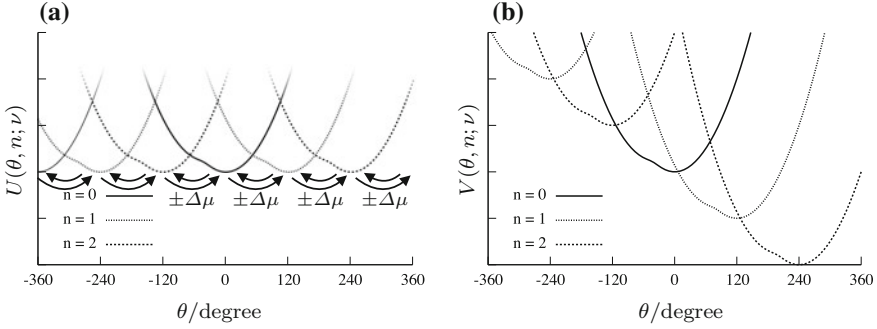 (a)
U(θ, n; ν)
n = 0
n = 1
n = 2
±Δμ ±Δμ ±Δμ ±Δμ
-360 -240 -120 0 120 240 360
θ/degree
(b)
V(θ, n; ν)
n = 0
n = 1
n = 2
-360 -240 -120 0 120 240 360
θ/degree